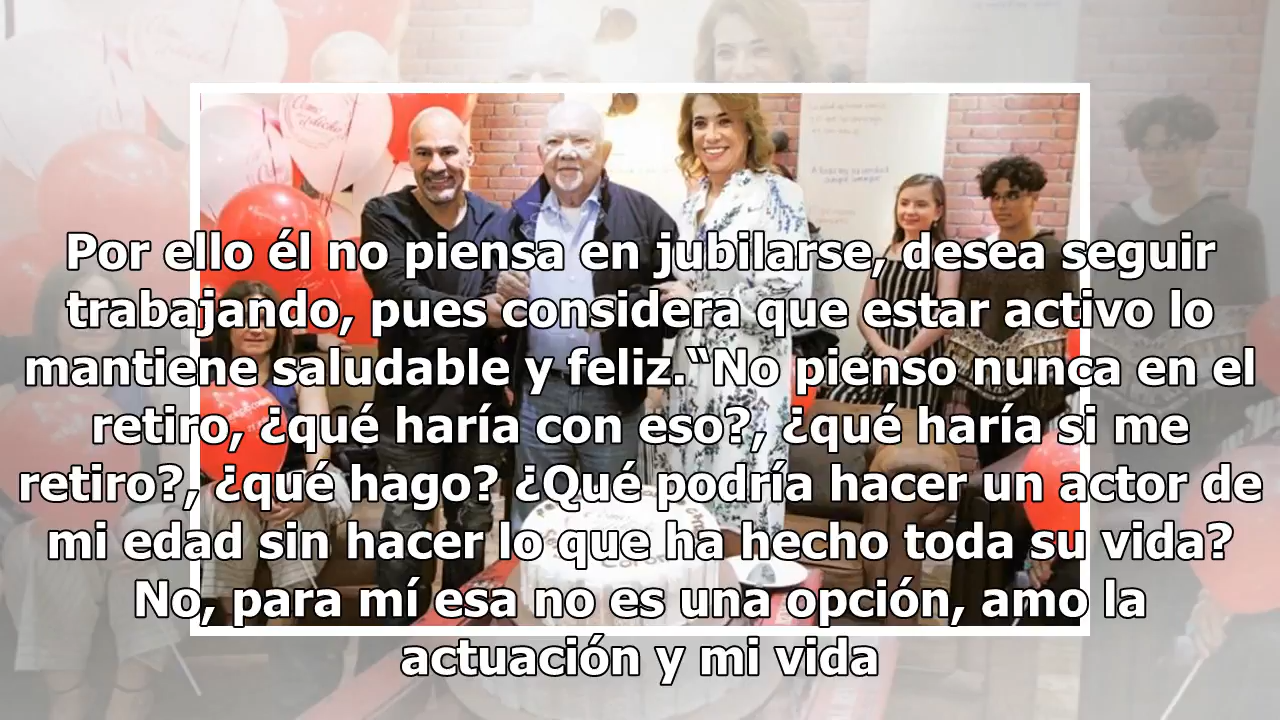 Por ello él no piensa en jubilarse, desea seguir
trabajando, pues considera que estar activo lo
mantiene saludable y feliz.“No pienso nunca en el
retiro, ¿qué haría con eso?, ¿qué haría si me
retiro?, ¿qué hago? ¿Qué podría hacer un actor de
mi edad sin hacer lo que ha hecho toda su vida?
No, para mí esa no es una opción, amo la
actuación y mi vida